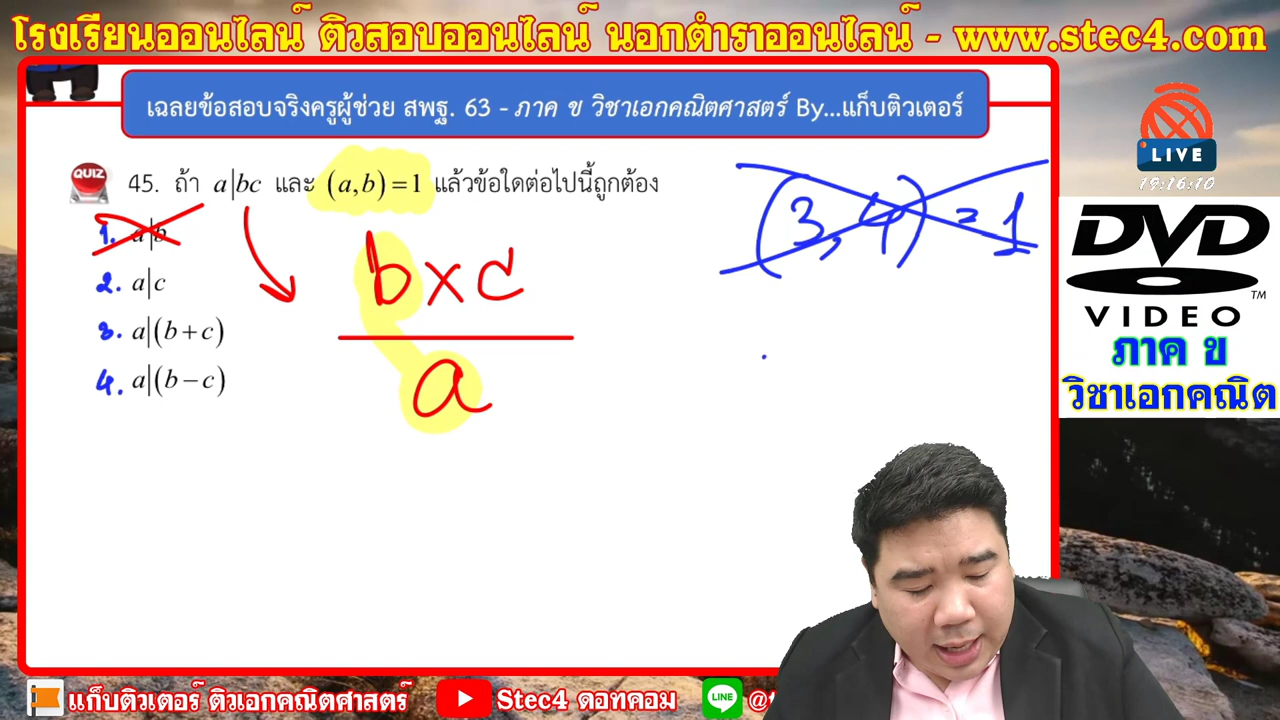 โรงเรียนออนไลน์ ติวสอบออนไลน์ นอกตำราออนไลน์ - www.stec4.com
เฉลยข้อสอบจริงครูผู้ช่วย สพฐ. 63 - ภาค ข วิชาเอกคณิตศาสตร์ By...แก็บติวเตอร์
LIVE
19:16:10
QUIZ
45. ถ้า a|bc และ (a,b)=1 แล้วข้อใดต่อไปนี้ถูกต้อง
1. a|b
2. a|c
3. a|(b+c)
4. a|(b-c)
b×c
a
(3, 4) = 1
DVD
TM
VIDEO
ภาค ข
วิชาเอกคณิต
แก็บติวเตอร์ ติวเอกคณิตศาสตร์
Stec4 ดอทคอม
LINE